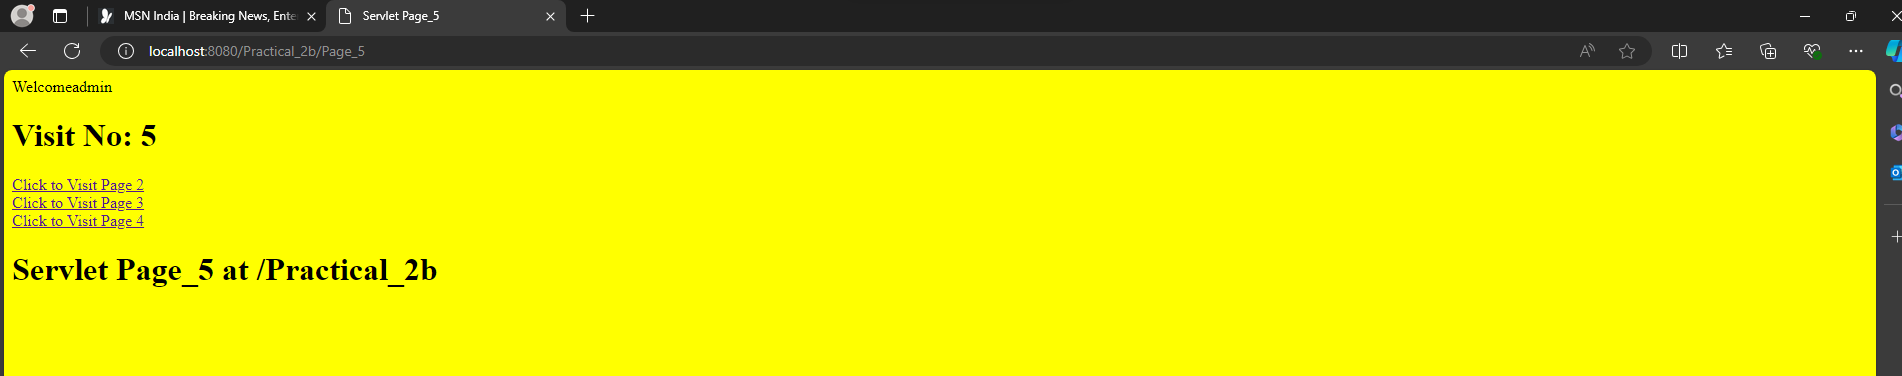 MSN India | Breaking News, Ente
Servlet Page_5
localhost:8080/Practical_2b/Page_5
Welcomeadmin
Visit No: 5
Click to Visit Page 2
Click to Visit Page 3
Click to Visit Page 4
Servlet Page_5 at /Practical_2b